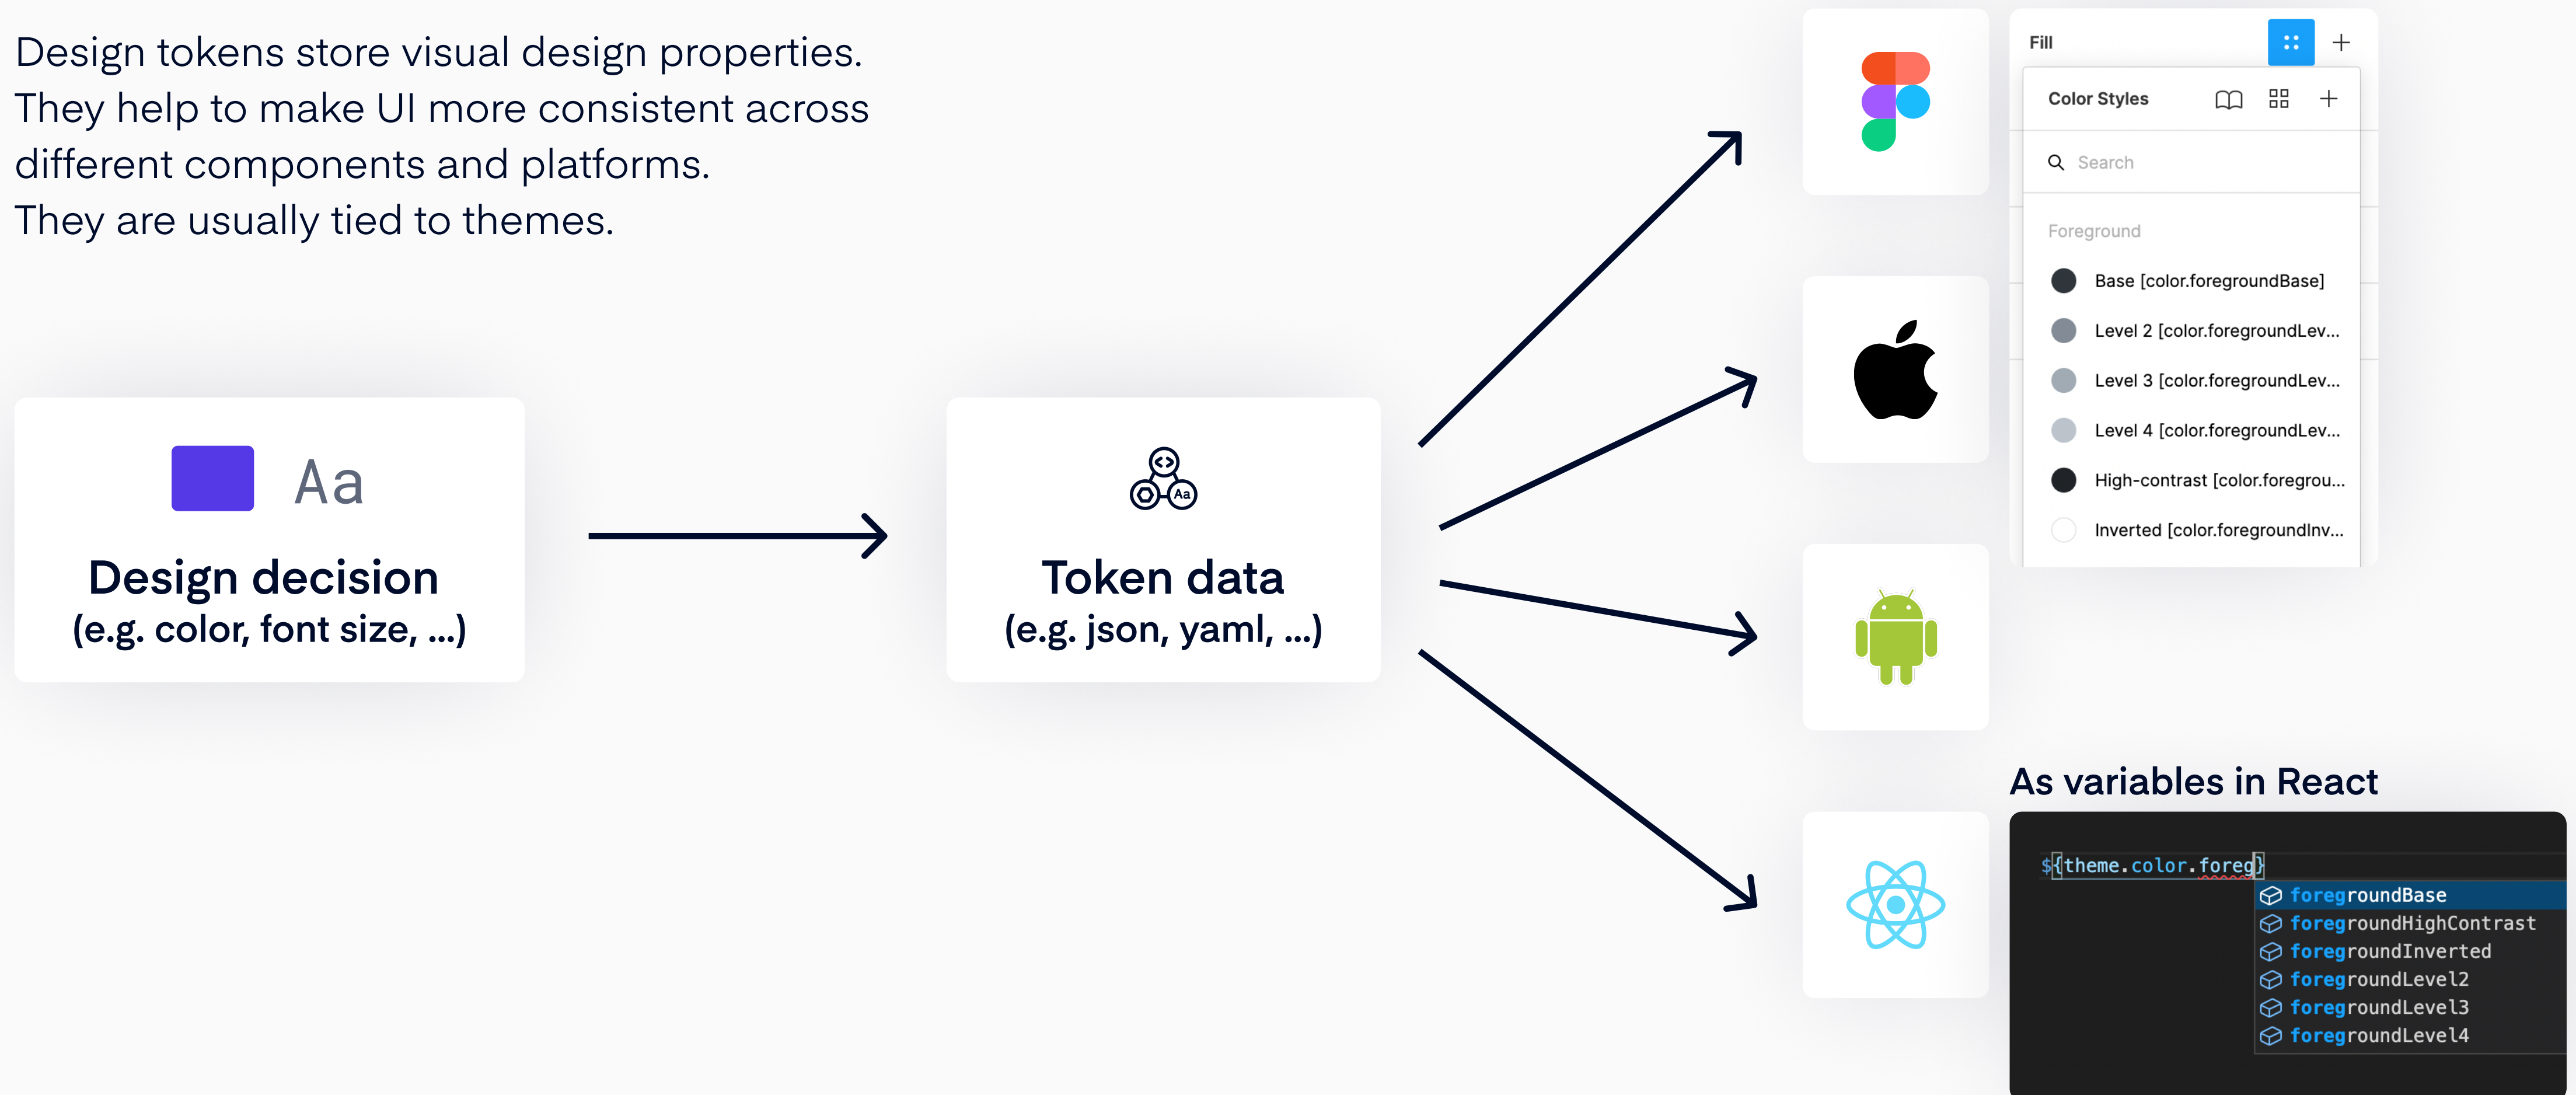 Design tokens store visual design properties.
They help to make UI more consistent across
different components and platforms.
They are usually tied to themes.
Aa
Design decision
(e.g. color, font size, ...)
Aa
Token data
(e.g. json, yaml, ...)
Fill
Color Styles
Search
Foreground
Base [color.foregroundBase]
Level 2 [color.foregroundLev...
Level 3 [color.foregroundLev...
Level 4 [color.foregroundLev...
High-contrast [color.foregrou...
Inverted [color.foregroundInv...
As variables in React
${theme.color.foreg}
foregroundBase
foregroundHighContrast
foregroundInverted
foregroundLevel2
foregroundLevel3
foregroundLevel4